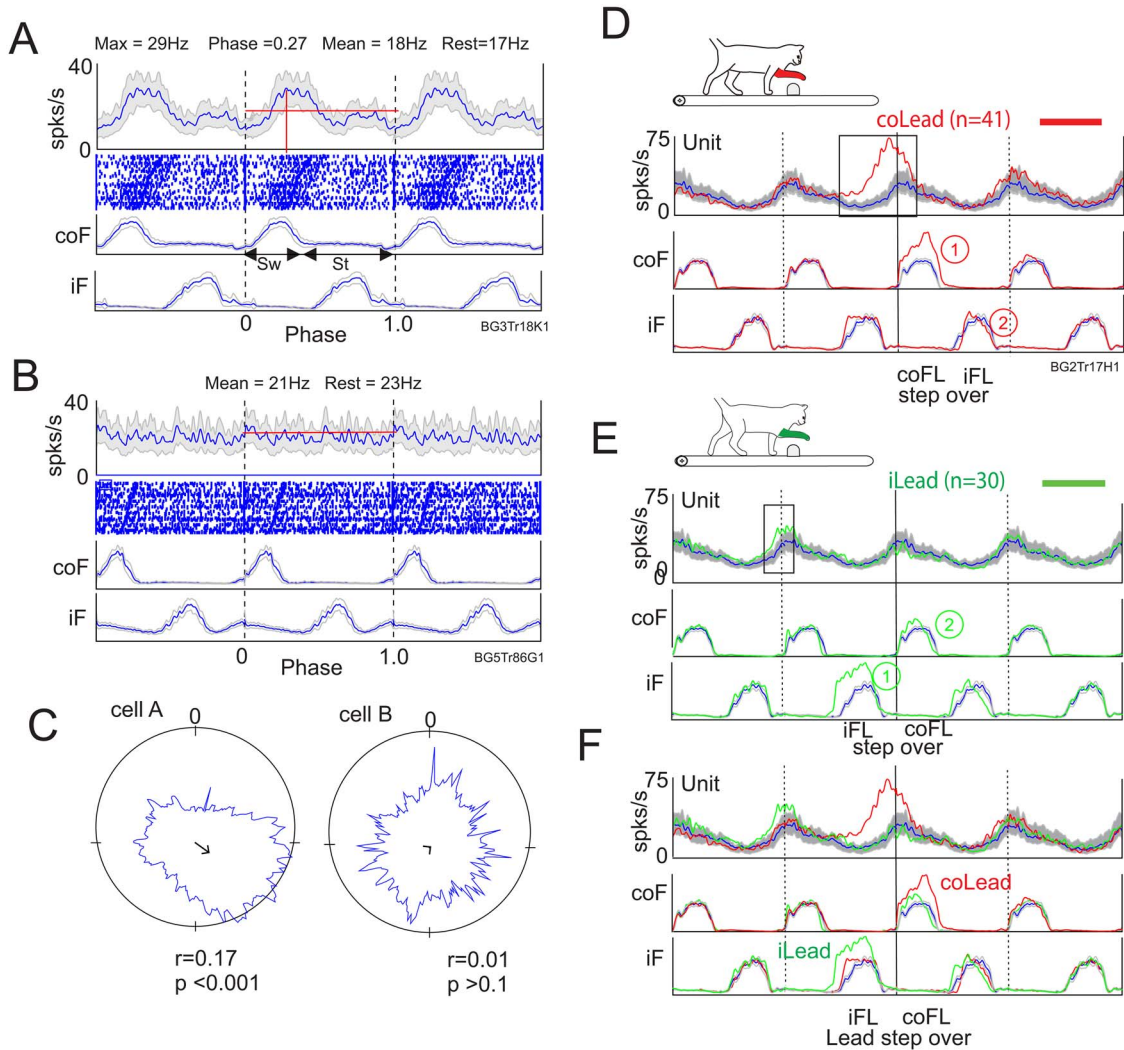 A
Max = 29Hz Phase =0.27 Mean = 18Hz Rest=17Hz
40
spks/s
0
coF
Sw St
iF
0 1.0
Phase
BG3Tr18K1
B
Mean = 21Hz Rest = 23Hz
40
spks/s
0
coF
iF
0 1.0
Phase
BG5Tr86G1
C
cell A cell B
0 0
r=0.17 r=0.01
p <0.001 p >0.1
D
coLead (n=41)
75
Unit
spks/s
0
coF
1
iF
2
coFL iFL
step over
BG2Tr17H1
E
iLead (n=30)
75
Unit
spks/s
0
0
coF
2
iF
1
iFL coFL
step over
F
75
Unit
spks/s
0
coF
coLead
iLead
iF
iFL coFL
Lead step over